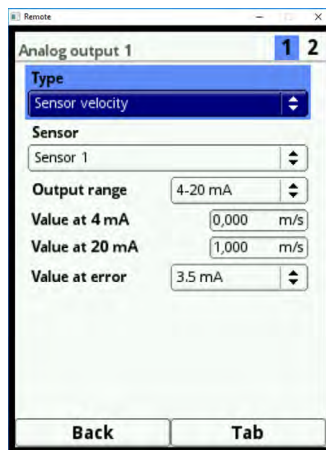 Remote
Analog output 1 1 2
Type
Sensor velocity
Sensor
Sensor 1
Output range 4-20 mA
Value at 4 mA 0,000 m/s
Value at 20 mA 1,000 m/s
Value at error 3.5 mA
Back Tab